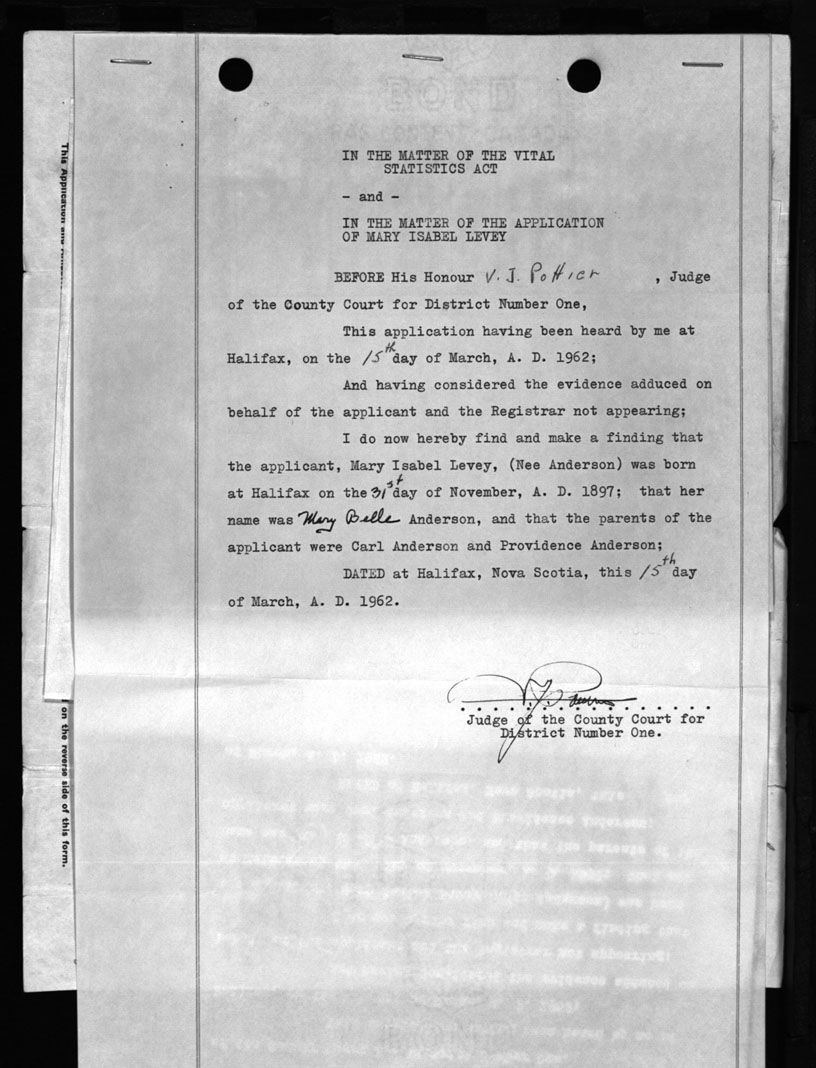 IN THE MATTER OF THE VITAL
STATISTICS ACT
- and -
IN THE MATTER OF THE APPLICATION
OF MARY ISABEL LEVEY
BEFORE His Honour V. J. Pottier , Judge
of the County Court for District Number One,
This application having been heard by me at
Halifax, on the 15th day of March, A. D. 1962;
And having considered the evidence adduced on
behalf of the applicant and the Registrar not appearing;
I do now hereby find and make a finding that
the applicant, Mary Isabel Levey, (Nee Anderson) was born
at Halifax on the 31st day of November, A. D. 1897; that her
name was Mary Belle Anderson, and that the parents of the
applicant were Carl Anderson and Providence Anderson;
DATED at Halifax, Nova Scotia, this 15th day
of March, A. D. 1962.
Judge of the County Court for
District Number One.
This Application and
on the reverse side of this form.